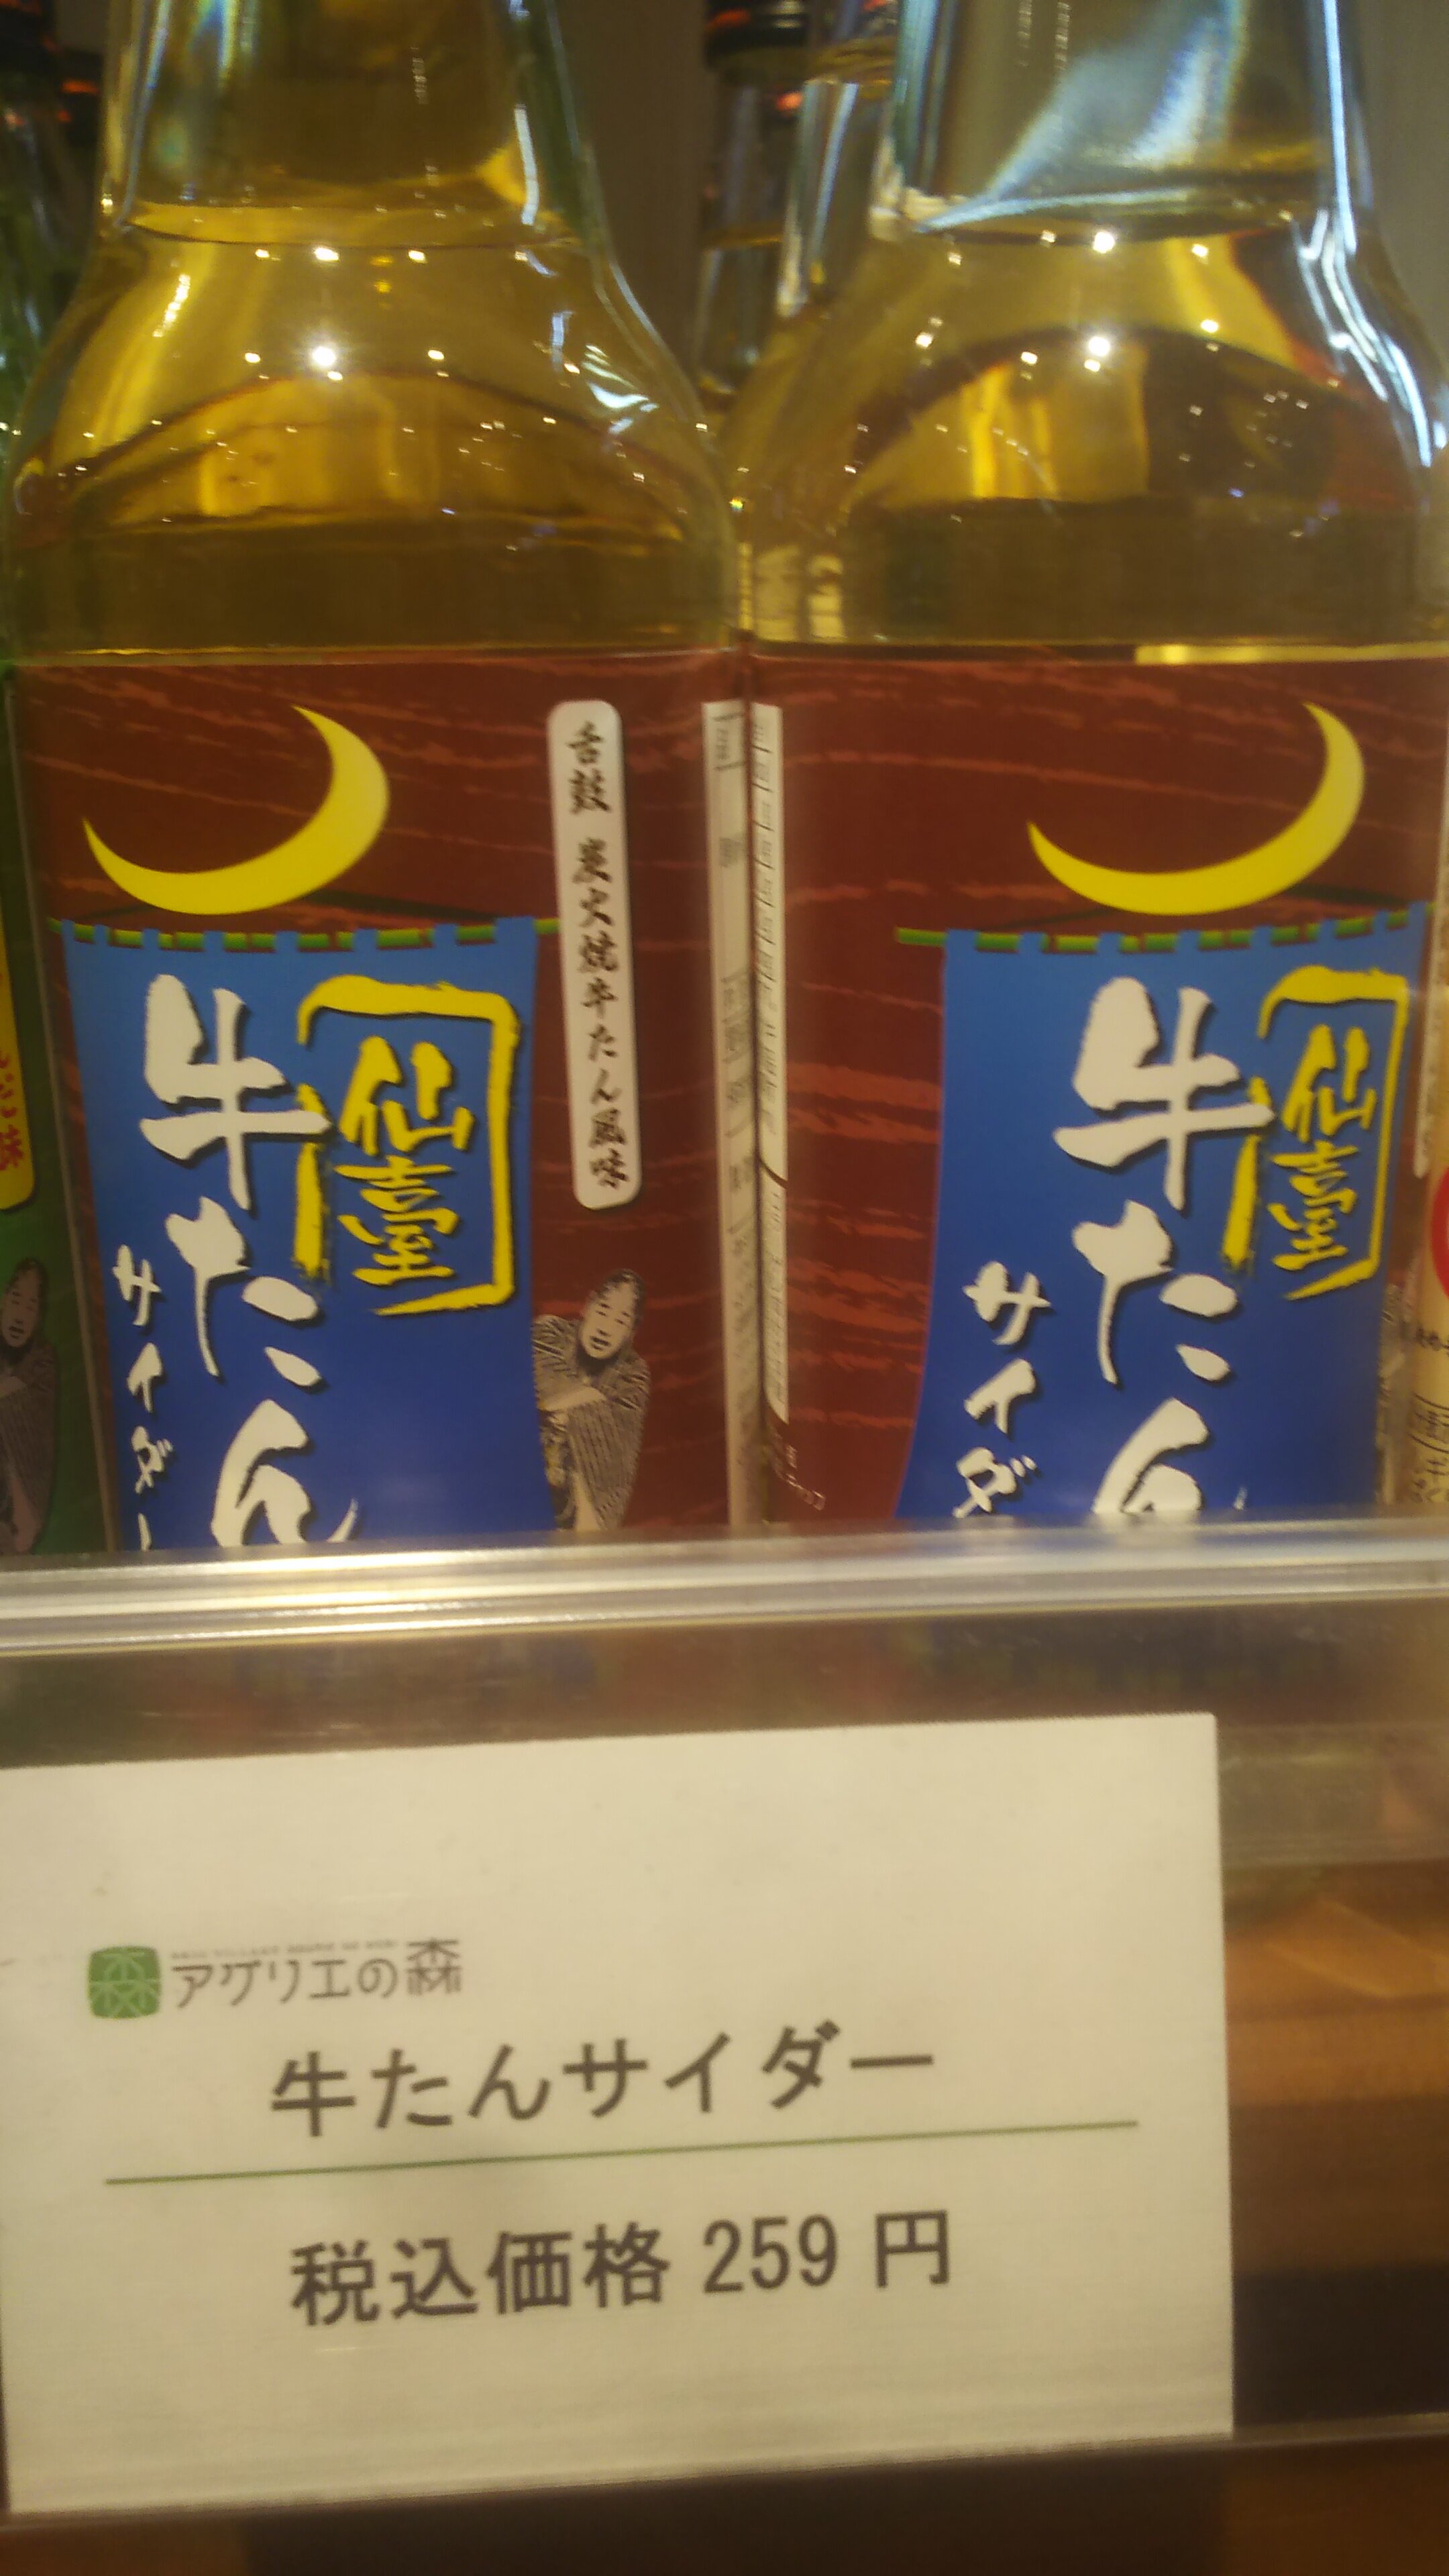 舌鼓 炭火焼牛たん風味
仙臺
牛たん
サイダー
仙臺
牛たん
サイダ
アグリエの森
牛たんサイダー
税込価格 259 円